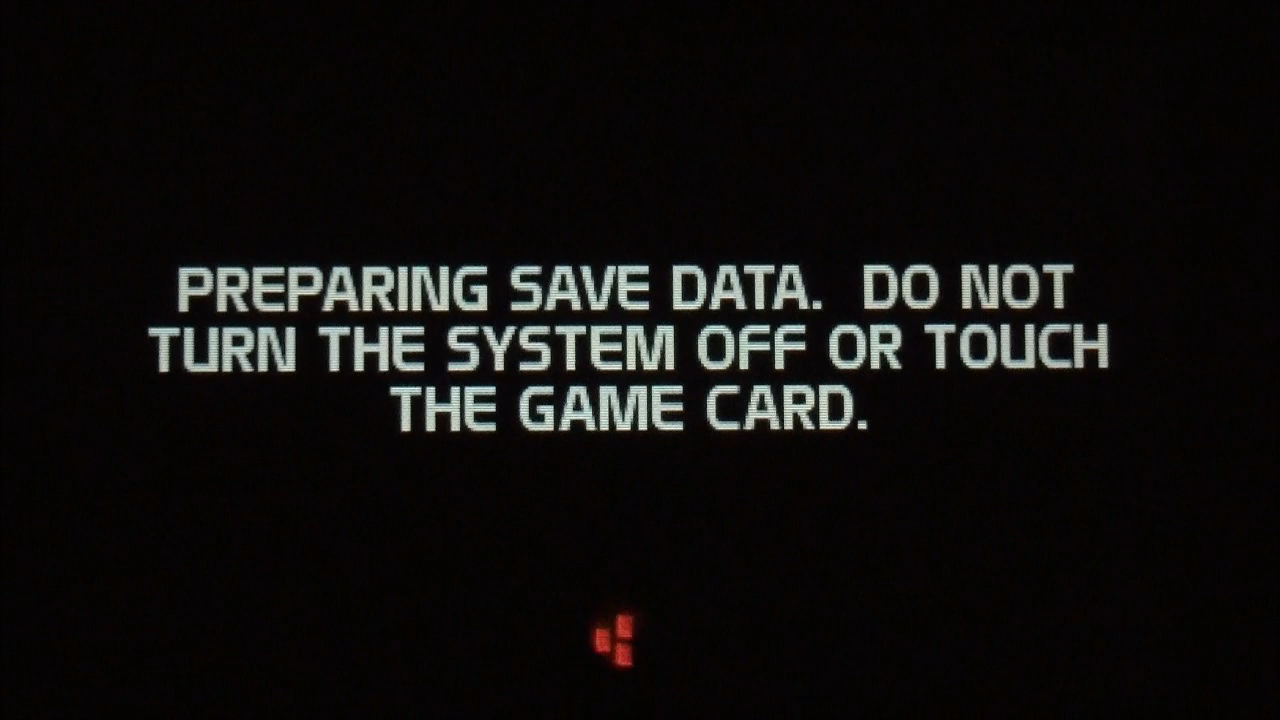 PREPARING SAVE DATA. DO NOT
TURN THE SYSTEM OFF OR TOUCH
THE GAME CARD.